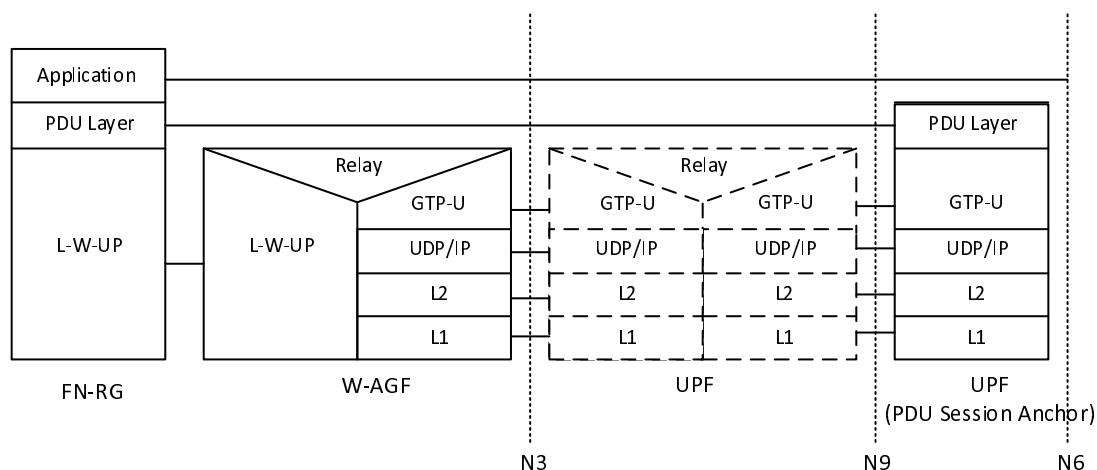 Application
PDU Layer
PDU Layer
Relay
Relay
GTP-U
GTP-U
GTP-U
GTP-U
L-W-UP
L-W-UP
UDP/IP
UDP/IP
UDP/IP
UDP/IP
L2
L2
L2
L2
L1
L1
L1
L1
FN-RG
W-AGF
UPF
UPF
(PDU Session Anchor)
N3
N9
N6